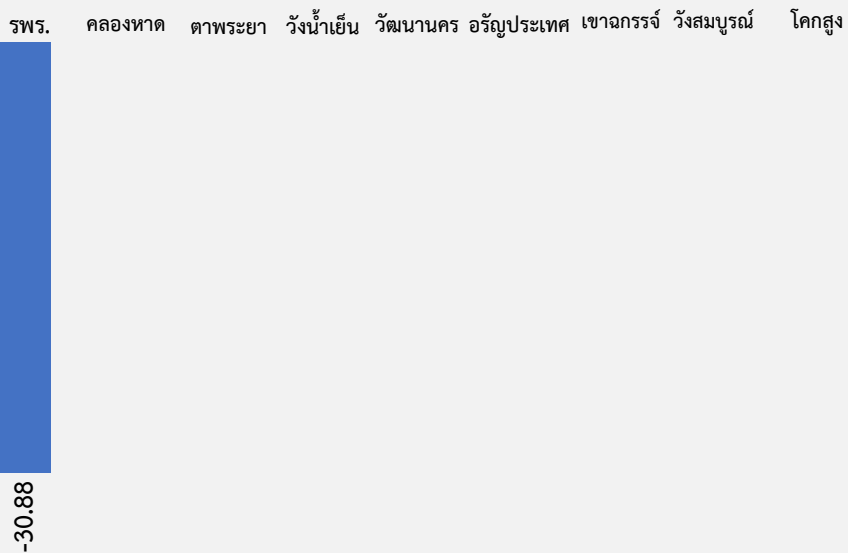 รพร. คลองหาด ตาพระยา วังน้ำเย็น วัฒนานคร อรัญประเทศ เขาฉกรรจ์ วังสมบูรณ์ โคกสูง
-30.88